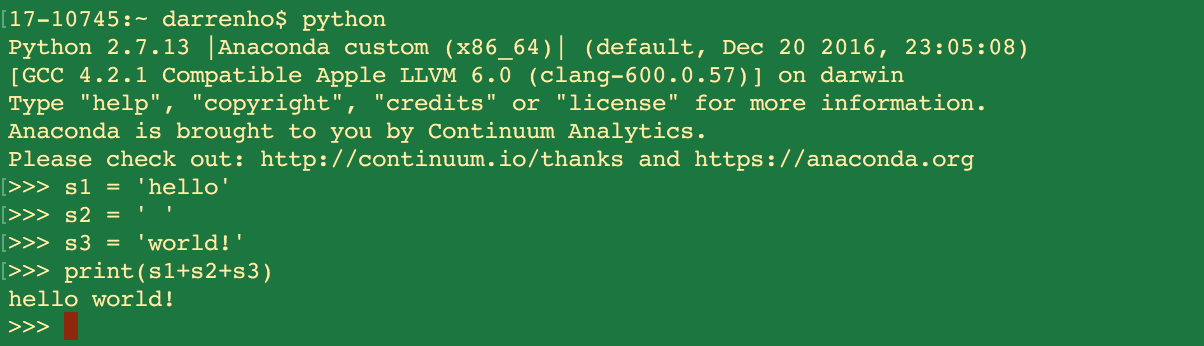 [17-10745:~ darrenho$ python
Python 2.7.13 |Anaconda custom (x86_64)| (default, Dec 20 2016, 23:05:08)
[GCC 4.2.1 Compatible Apple LLVM 6.0 (clang-600.0.57)] on darwin
Type "help", "copyright", "credits" or "license" for more information.
Anaconda is brought to you by Continuum Analytics.
Please check out: http://continuum.io/thanks and https://anaconda.org
[>>> s1 = 'hello'
[>>> s2 = ' '
[>>> s3 = 'world!'
[>>> print(s1+s2+s3)
hello world!
>>>